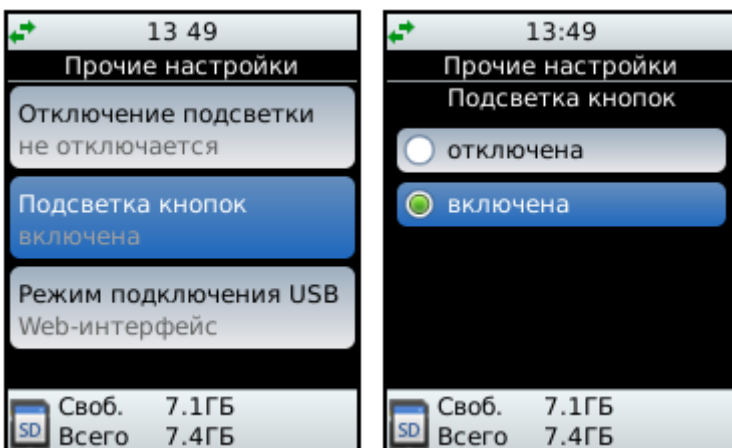 13 49
Прочие настройки
Отключение подсветки
не отключается
Подсветка кнопок
включена
Режим подключения USB
Web-интерфейс
SD
Своб. 7.1ГБ
Всего 7.4ГБ
13:49
Прочие настройки
Подсветка кнопок
отключена
включена
SD
Своб. 7.1ГБ
Всего 7.4ГБ